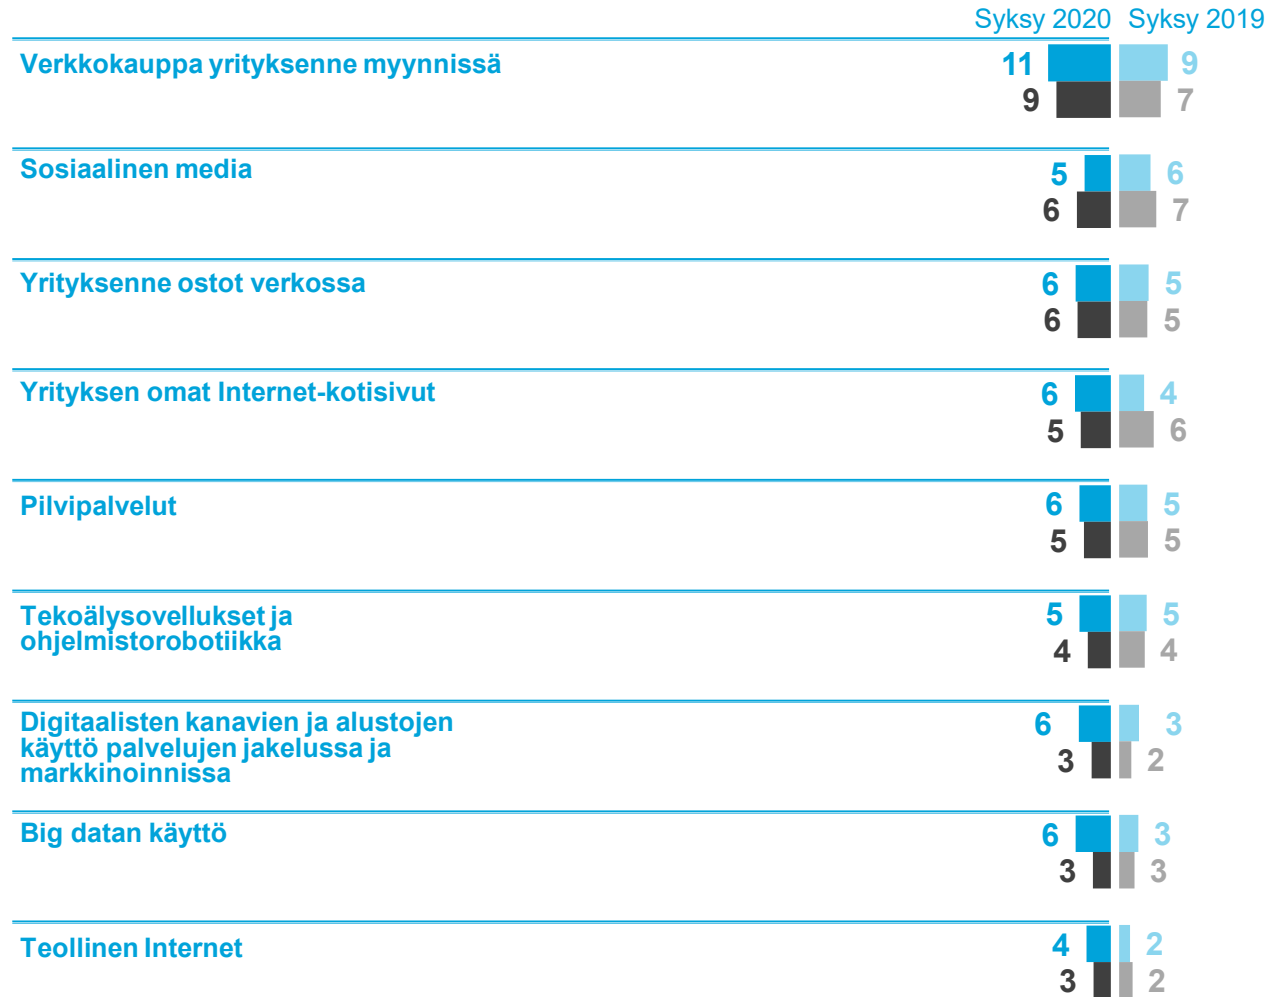 Syksy 2020 Syksy 2019
Verkkokauppa yrityksenne myynnissä 11 9
9 7
Sosiaalinen media 5 6
6 7
Yrityksenne ostot verkossa 6 5
6 5
Yrityksen omat Internet-kotisivut 6 4
5 6
Pilvipalvelut 6 5
5 5
Tekoälysovellukset ja 5 5
ohjelmistorobotiikka 4 4
Digitaalisten kanavien ja alustojen 6 3
käyttö palvelujen jakelussa ja
markkinoinnissa 3 2
Big datan käyttö 6 3
3 3
Teollinen Internet 4 2
3 2